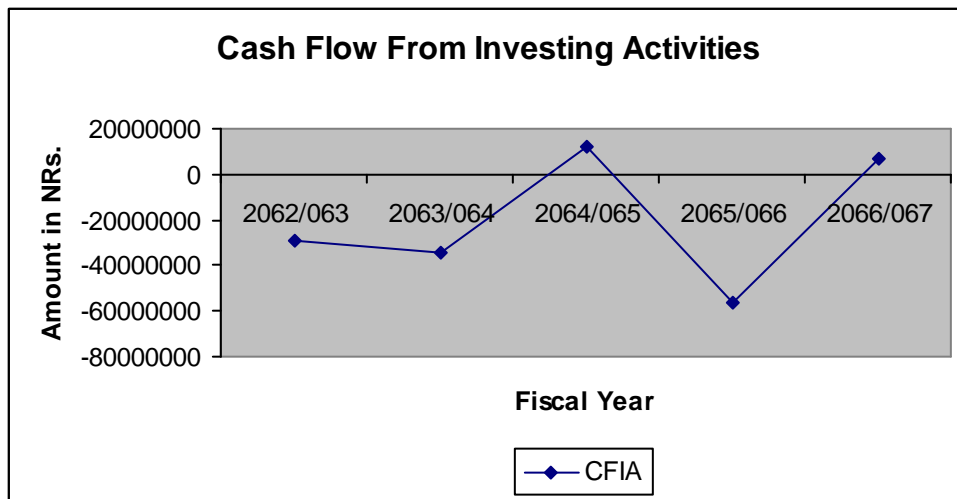 Cash Flow From Investing Activities
Amount in NRs.
20000000
0
-20000000
-40000000
-60000000
-80000000
2062/063 2063/064 2064/065 2065/066 2066/067
Fiscal Year
CFIA